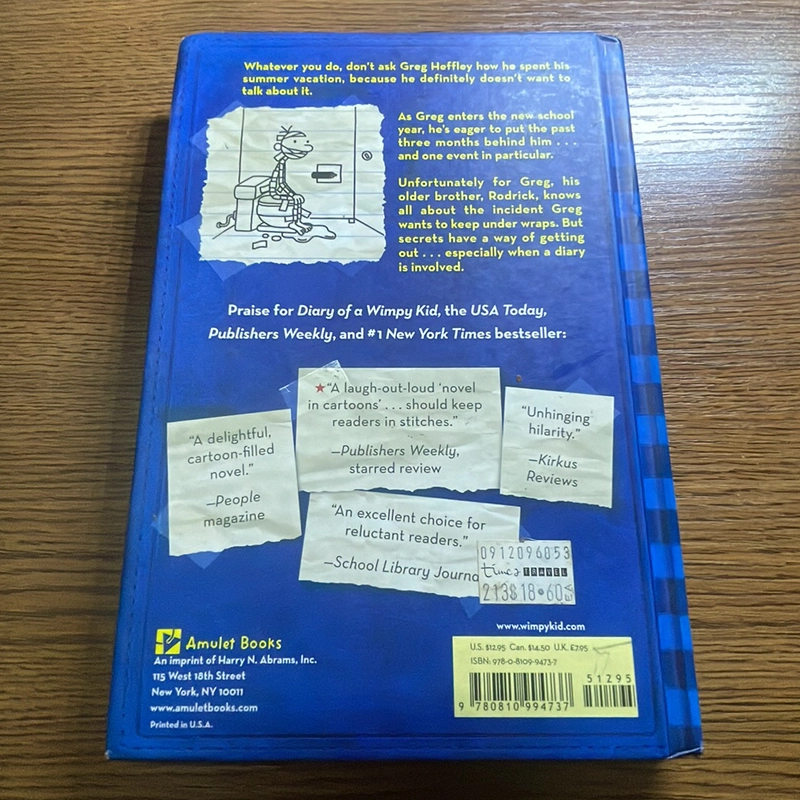 Whatever you do, don't ask Greg Heffley how he spent his
summer vacation, because he definitely doesn't want to
talk about it.
As Greg enters the new school
year, he's eager to put the past
three months behind him . . .
and one event in particular.
Unfortunately for Greg, his
older brother, Rodrick, knows
all about the incident Greg
wants to keep under wraps. But
secrets have a way of getting
out . . . especially when a diary
is involved.
Praise for Diary of a Wimpy Kid, the USA Today,
Publishers Weekly, and #1 New York Times bestseller:
★"A laugh-out-loud 'novel
in cartoons' . . . should keep
readers in stitches."
—Publishers Weekly,
starred review
"A delightful,
cartoon-filled
novel."
—People
magazine
"Unhinging
hilarity."
—Kirkus
Reviews
"An excellent choice for
reluctant readers."
—School Library Journa
0912096053
times TRAVEL
213S18•60
www.wimpykid.com
Amulet Books
An imprint of Harry N. Abrams, Inc.
115 West 18th Street
New York, NY 10011
www.amuletbooks.com
Printed in U.S.A.
U.S. $12.95 Can. $14.50 U.K. £7.95
ISBN: 978-0-8109-9473-7
51295
9 780810 994737